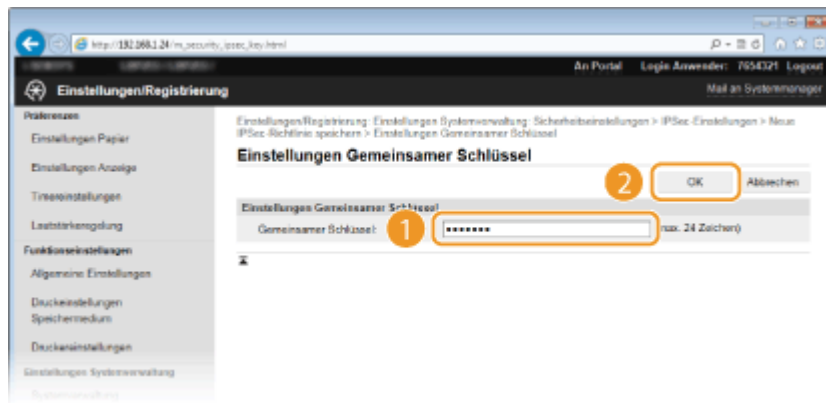 http://192.168.1.24/m_security_ipsec_key.html
An Portal Login Anwender: 7654321 Logout
Einstellungen/Registrierung
Mail an Systemmanager
Präferenzen
Einstellungen Papier
Einstellungen Anzeige
Timereinstellungen
Lautstärkeregelung
Funktionseinstellungen
Allgemeine Einstellungen
Druckeinstellungen
Speichermedium
Druckereinstellungen
Einstellungen Systemverwaltung
Systemverwaltung
Einstellungen/Registrierung: Einstellungen Systemverwaltung: Sicherheitseinstellungen > IPSec-Einstellungen > Neue
IPSec-Richtlinie speichern > Einstellungen Gemeinsamer Schlüssel
Einstellungen Gemeinsamer Schlüssel
2
OK Abbrechen
Einstellungen Gemeinsamer Schlüssel
Gemeinsamer Schlüssel: 1 ••••••• max. 24 Zeichen)